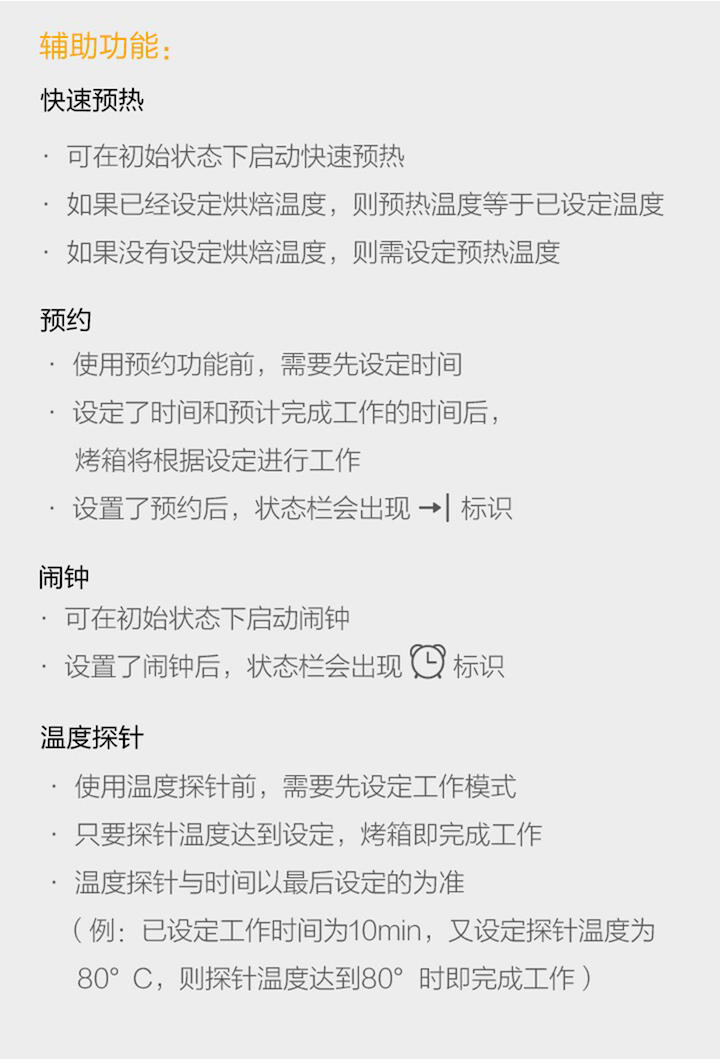 辅助功能：
快速预热
· 可在初始状态下启动快速预热
· 如果已经设定烘焙温度，则预热温度等于已设定温度
· 如果没有设定烘焙温度，则需设定预热温度
预约
· 使用预约功能前，需要先设定时间
· 设定了时间和预计完成工作的时间后，
烤箱将根据设定进行工作
· 设置了预约后，状态栏会出现 →| 标识
闹钟
· 可在初始状态下启动闹钟
· 设置了闹钟后，状态栏会出现 标识
温度探针
· 使用温度探针前，需要先设定工作模式
· 只要探针温度达到设定，烤箱即完成工作
· 温度探针与时间以最后设定的为准
（例：已设定工作时间为10min，又设定探针温度为
80° C，则探针温度达到80° 时即完成工作）